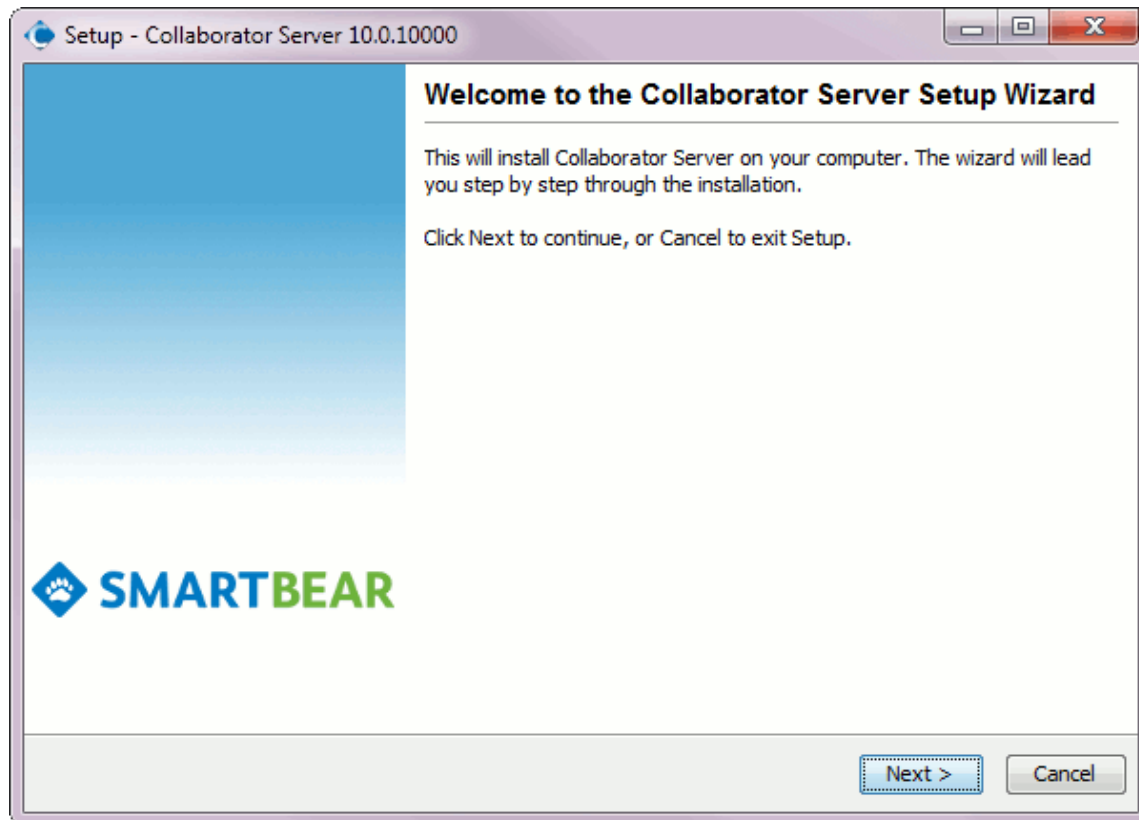 Setup - Collaborator Server 10.0.10000
Welcome to the Collaborator Server Setup Wizard
This will install Collaborator Server on your computer. The wizard will lead
you step by step through the installation.
Click Next to continue, or Cancel to exit Setup.
SMARTBEAR
Next >
Cancel